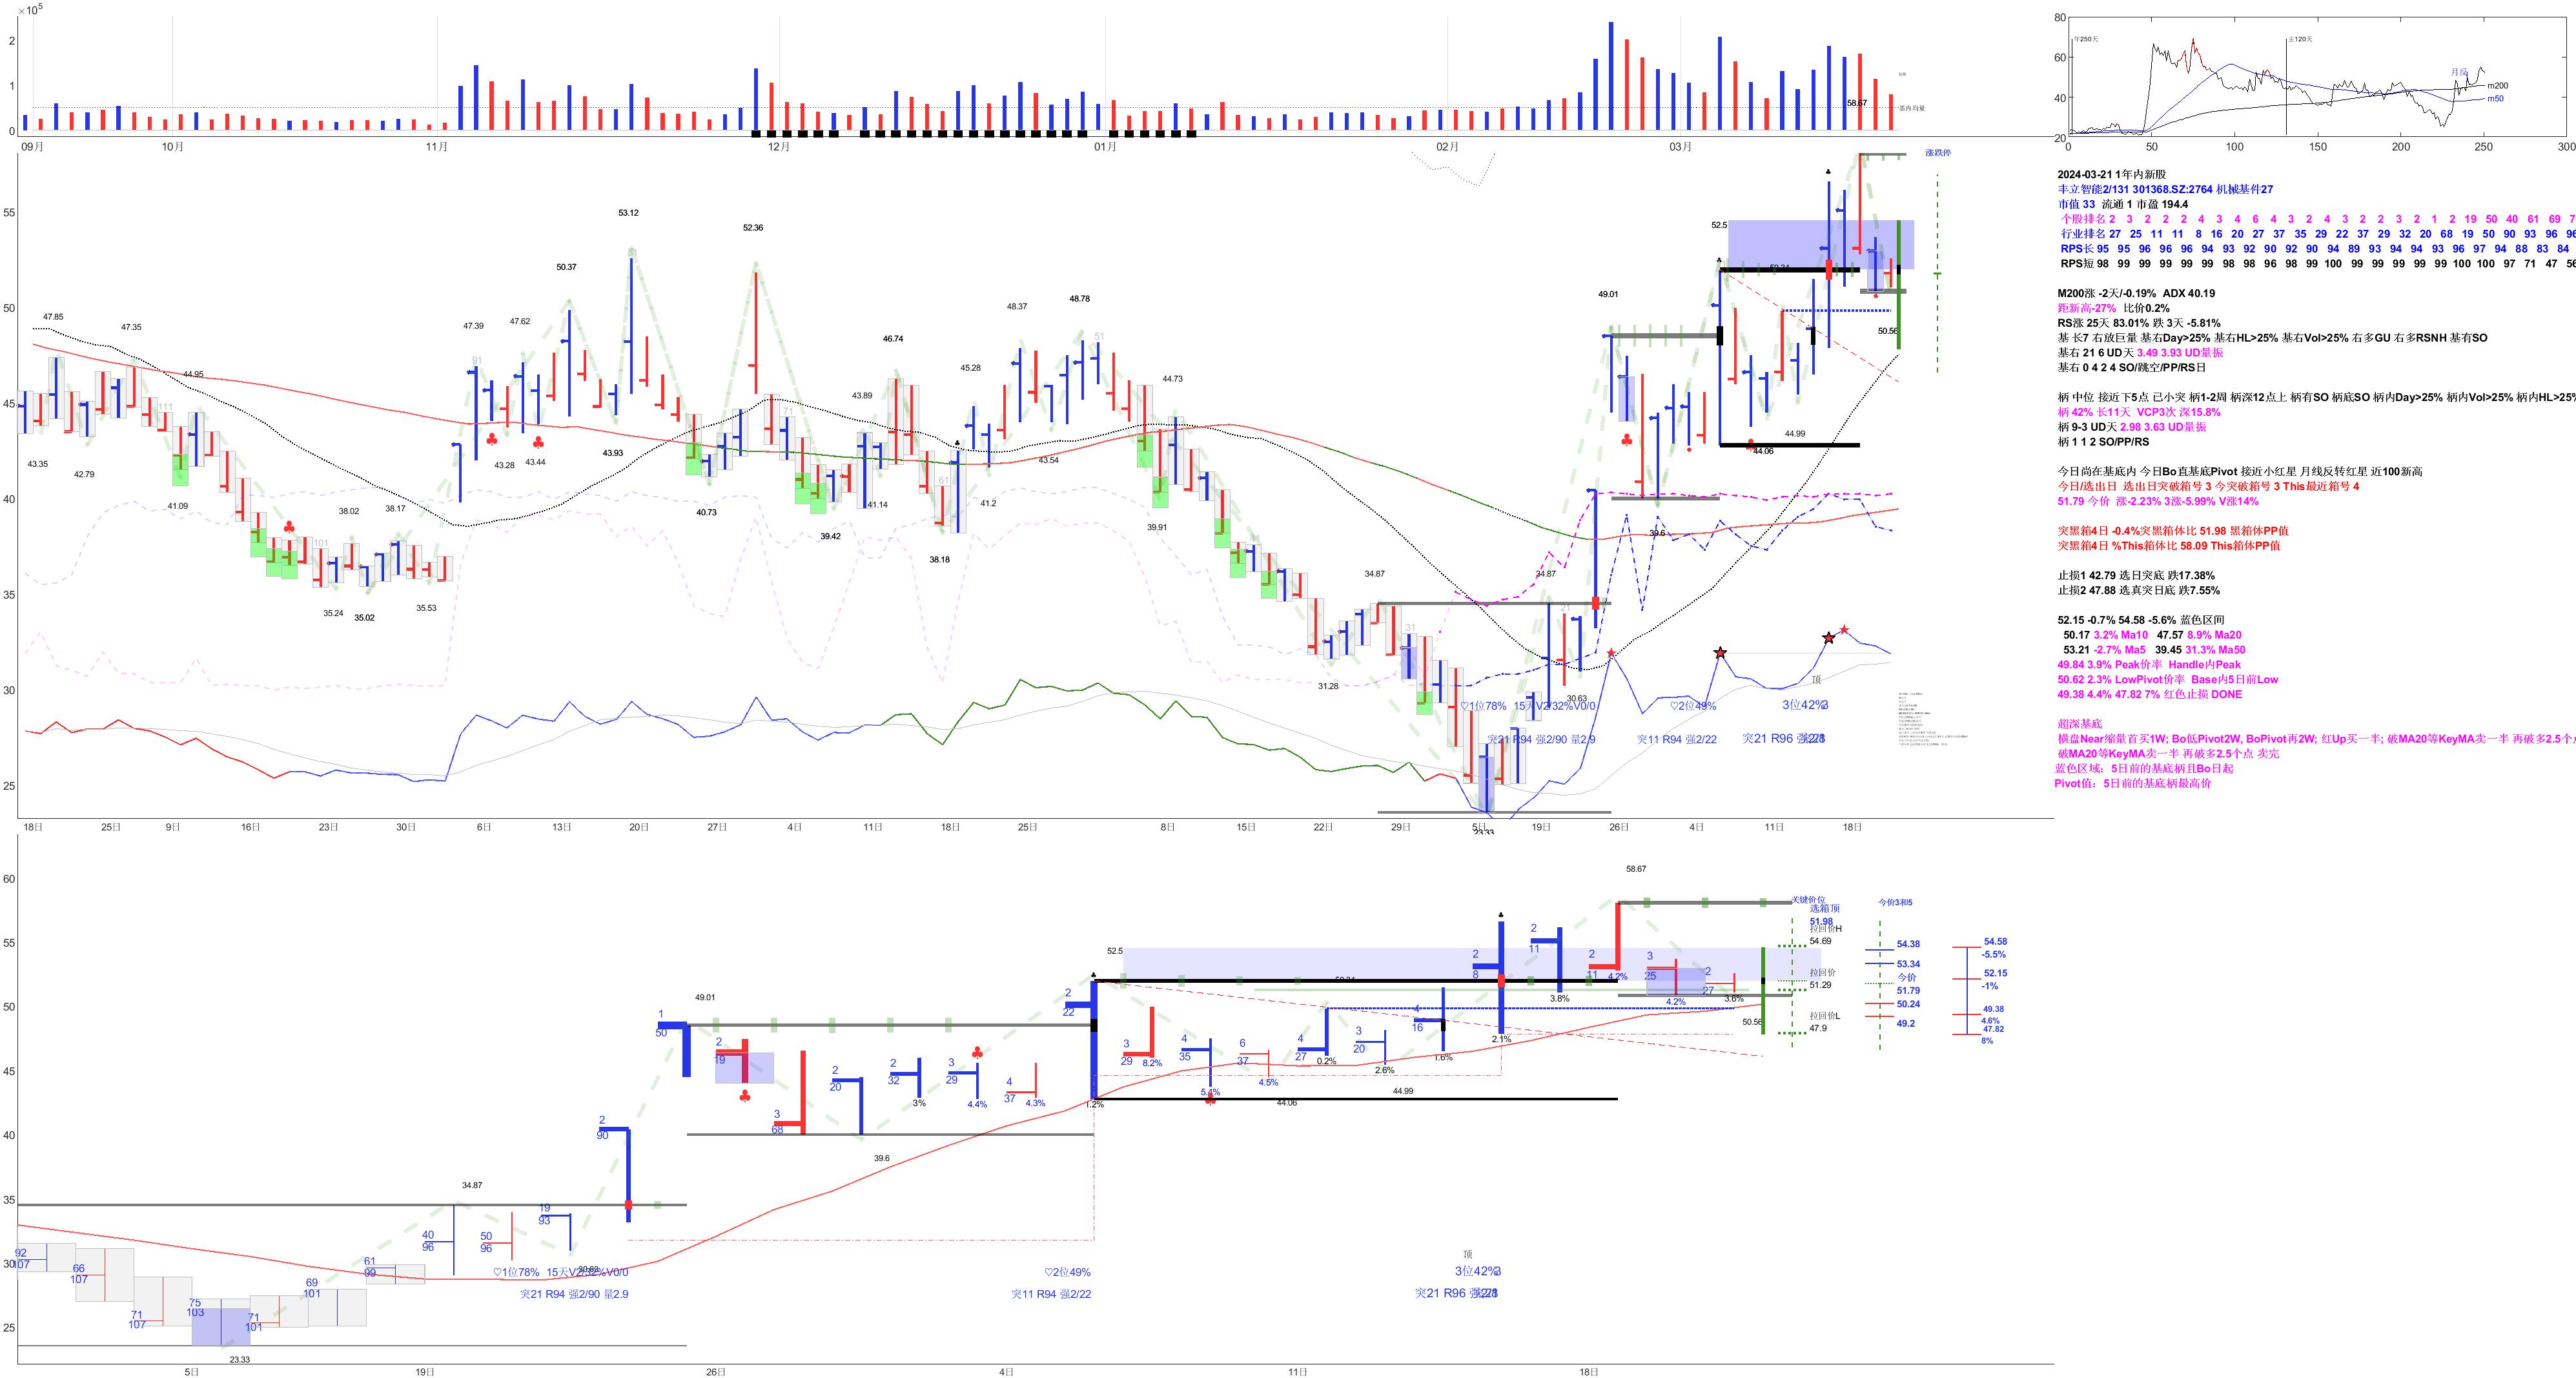 ×10⁵
2
1
0
58.67
基内均量
09月 10月 11月 12月 01月 02月 03月
80
60
40
20
0 50 100 150 200 250 300
年250天
主120天
月反
m200
m50
涨跌停
55
50
45
40
35
30
25
47.85
47.35
44.95
43.35
42.79
111
41.09
101
38.02
38.17
35.24
35.02
35.53
47.39
91
47.62
50.37
53.12
52.36
43.28
43.44
43.93
40.73
71
39.42
43.89
41.14
46.74
61
38.18
45.28
41.2
48.37
43.54
48.78
51
44.73
39.91
31.28
34.87
31
23.33
34.87
21
30.63
49.01
39.6
52.5
50.34
44.06
44.99
50.56
♡1位78% 15天V2/32%V0/0
♡2位49%
顶
3位42%
突21 R94 强2/90 量2.9
突11 R94 强2/22
突21 R96
18日 25日 9日 16日 23日 30日 6日 13日 20日 27日 4日 11日 18日 25日 8日 15日 22日 29日 5日 19日 26日 4日 11日 18日
2024-03-21 1年内新股
丰立智能2/131 301368.SZ:2764 机械基件27
市值 33 流通 1 市盈 194.4
个股排名 2 3 2 2 2 4 3 4 6 4 3 2 4 3 2 2 3 2 1 2 19 50 40 61 69 7
行业排名 27 25 11 11 8 16 20 27 37 35 29 22 37 29 32 20 68 19 50 90 93 96 96
RPS长 95 95 96 96 96 94 93 92 90 92 90 94 89 93 94 94 93 96 97 94 88 83 84
RPS短 98 99 99 99 99 99 98 98 96 98 99 100 99 99 99 99 99 100 100 97 71 47 56
M200涨 -2天/-0.19% ADX 40.19
距新高-27% 比价0.2%
RS涨 25天 83.01% 跌 3天 -5.81%
基 长7 右放巨量 基右Day>25% 基右HL>25% 基右Vol>25% 右多GU 右多RSNH 基有SO
基右 21 6 UD天 3.49 3.93 UD量振
基右 0 4 2 4 SO/跳空/PP/RS日
柄 中位 接近下5点 已小突 柄1-2周 柄深12点上 柄有SO 柄底SO 柄内Day>25% 柄内Vol>25% 柄内HL>25%
柄 42% 长11天 VCP3次 深15.8%
柄 9-3 UD天 2.98 3.63 UD量振
柄 1 1 2 SO/PP/RS
今日尚在基底内 今日Bo直基底Pivot 接近小红星 月线反转红星 近100新高
今日/选出日 选出日突破箱号 3 今突破箱号 3 This最近箱号 4
51.79 今价 涨-2.23% 3涨-5.99% V涨14%
突黑箱4日 -0.4%突黑箱体比 51.98 黑箱体PP值
突黑箱4日 %This箱体比 58.09 This箱体PP值
止损1 42.79 选日突底 跌17.38%
止损2 47.88 选真突日底 跌7.55%
52.15 -0.7% 54.58 -5.6% 蓝色区间
50.17 3.2% Ma10 47.57 8.9% Ma20
53.21 -2.7% Ma5 39.45 31.3% Ma50
49.84 3.9% Peak价率 Handle内Peak
50.62 2.3% LowPivot价率 Base内5日前Low
49.38 4.4% 47.82 7% 红色止损 DONE
超深基底
横盘Near缩量首买1W; Bo低Pivot2W, BoPivot再2W; 红Up买一半; 破MA20等KeyMA卖一半 再破多2.5个点
破MA20等KeyMA卖一半 再破多2.5个点 卖完
蓝色区域：5日前的基底柄且Bo日起
Pivot值：5日前的基底柄最高价
60
55
50
45
40
35
30
25
92
107
66
107
71
107
75
103
71
101
69
101
61
99
40
96
50
96
19
93
2
90
1
50
2
19
3
68
2
20
2
32
3%
3
29
4.4%
4
37
4.3%
2
22
1.2%
3
29
8.2%
4
35
5.4%
6
37
4.5%
4
27
0.2%
3
20
2.6%
4
16
1.6%
2
8
2.1%
2
11
3.8%
2
11
4.2%
3
25
4.2%
2
27
3.6%
23.33
34.87
49.01
39.6
52.5
50.34
44.06
44.99
58.67
50.56
♡1位78% 15天V2/32%V0/0
突21 R94 强2/90 量2.9
♡2位49%
突11 R94 强2/22
顶
3位42%
突21 R96
关键价位
选箱顶
51.98
拉回价H
54.69
拉回价
51.29
拉回价L
47.9
今价3和5
54.38
53.34
今价
51.79
50.24
49.2
54.58
-5.5%
52.15
-1%
49.38
4.6%
47.82
8%
5日 19日 26日 4日 11日 18日